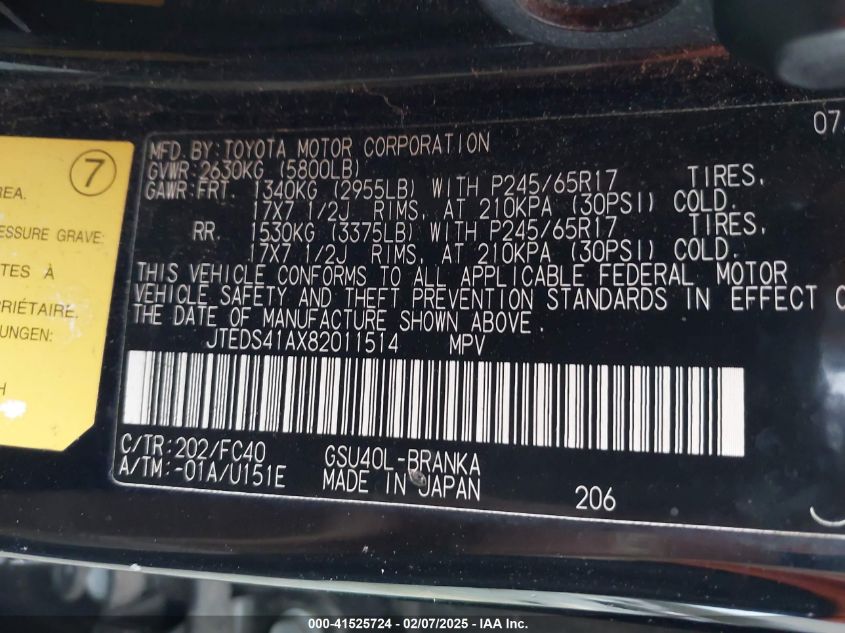 07
7
REA.
ESSURE GRAVE.
TES À
PRIÉTAIRE.
UNGEN:
H
MFD. BY: TOYOTA MOTOR CORPORATION
GVWR: 2630KG (5800LB)
GAWR: FRT. 1340KG (2955LB) WITH P245/65R17 TIRES,
17X7 1/2J RIMS, AT 210KPA (30PSI) COLD.
RR. 1530KG (3375LB) WITH P245/65R17 TIRES,
17X7 1/2J RIMS, AT 210KPA (30PSI) COLD.
THIS VEHICLE CONFORMS TO ALL APPLICABLE FEDERAL MOTOR
VEHICLE SAFETY AND THEFT PREVENTION STANDARDS IN EFFECT O
THE DATE OF MANUFACTURE SHOWN ABOVE.
JTEDS41AX82011514 MPV
C/TR: 202/FC40 GSU40L-BRANKA
A/TM: -01A/U151E MADE IN JAPAN 206
000-41525724 - 02/07/2025 - IAA Inc.